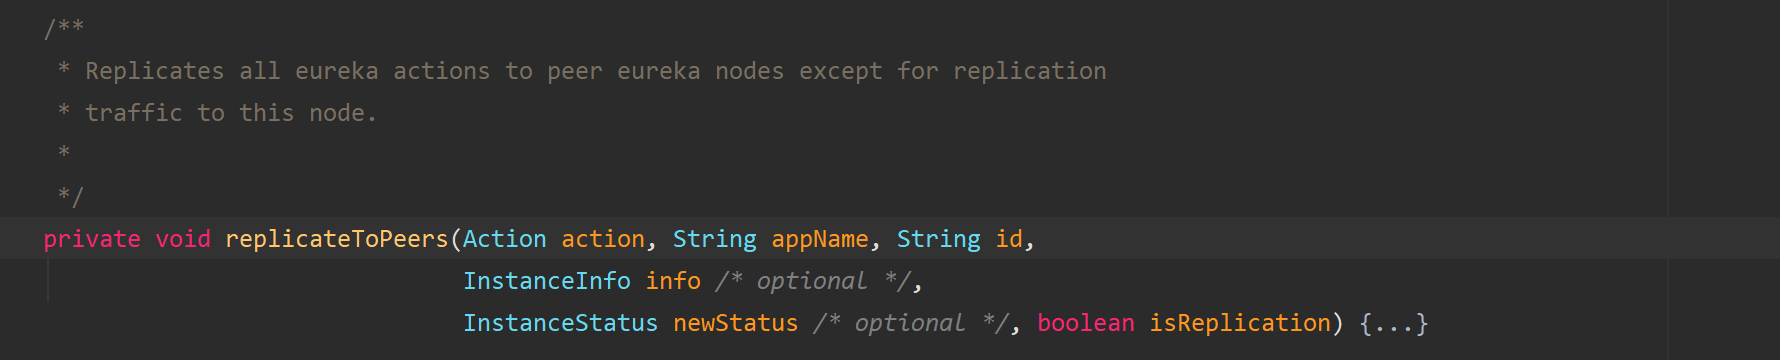 /**
 * Replicates all eureka actions to peer eureka nodes except for replication
 * traffic to this node.
 *
 */
private void replicateToPeers(Action action, String appName, String id,
                              InstanceInfo info /* optional */,
                              InstanceStatus newStatus /* optional */, boolean isReplication) {...}